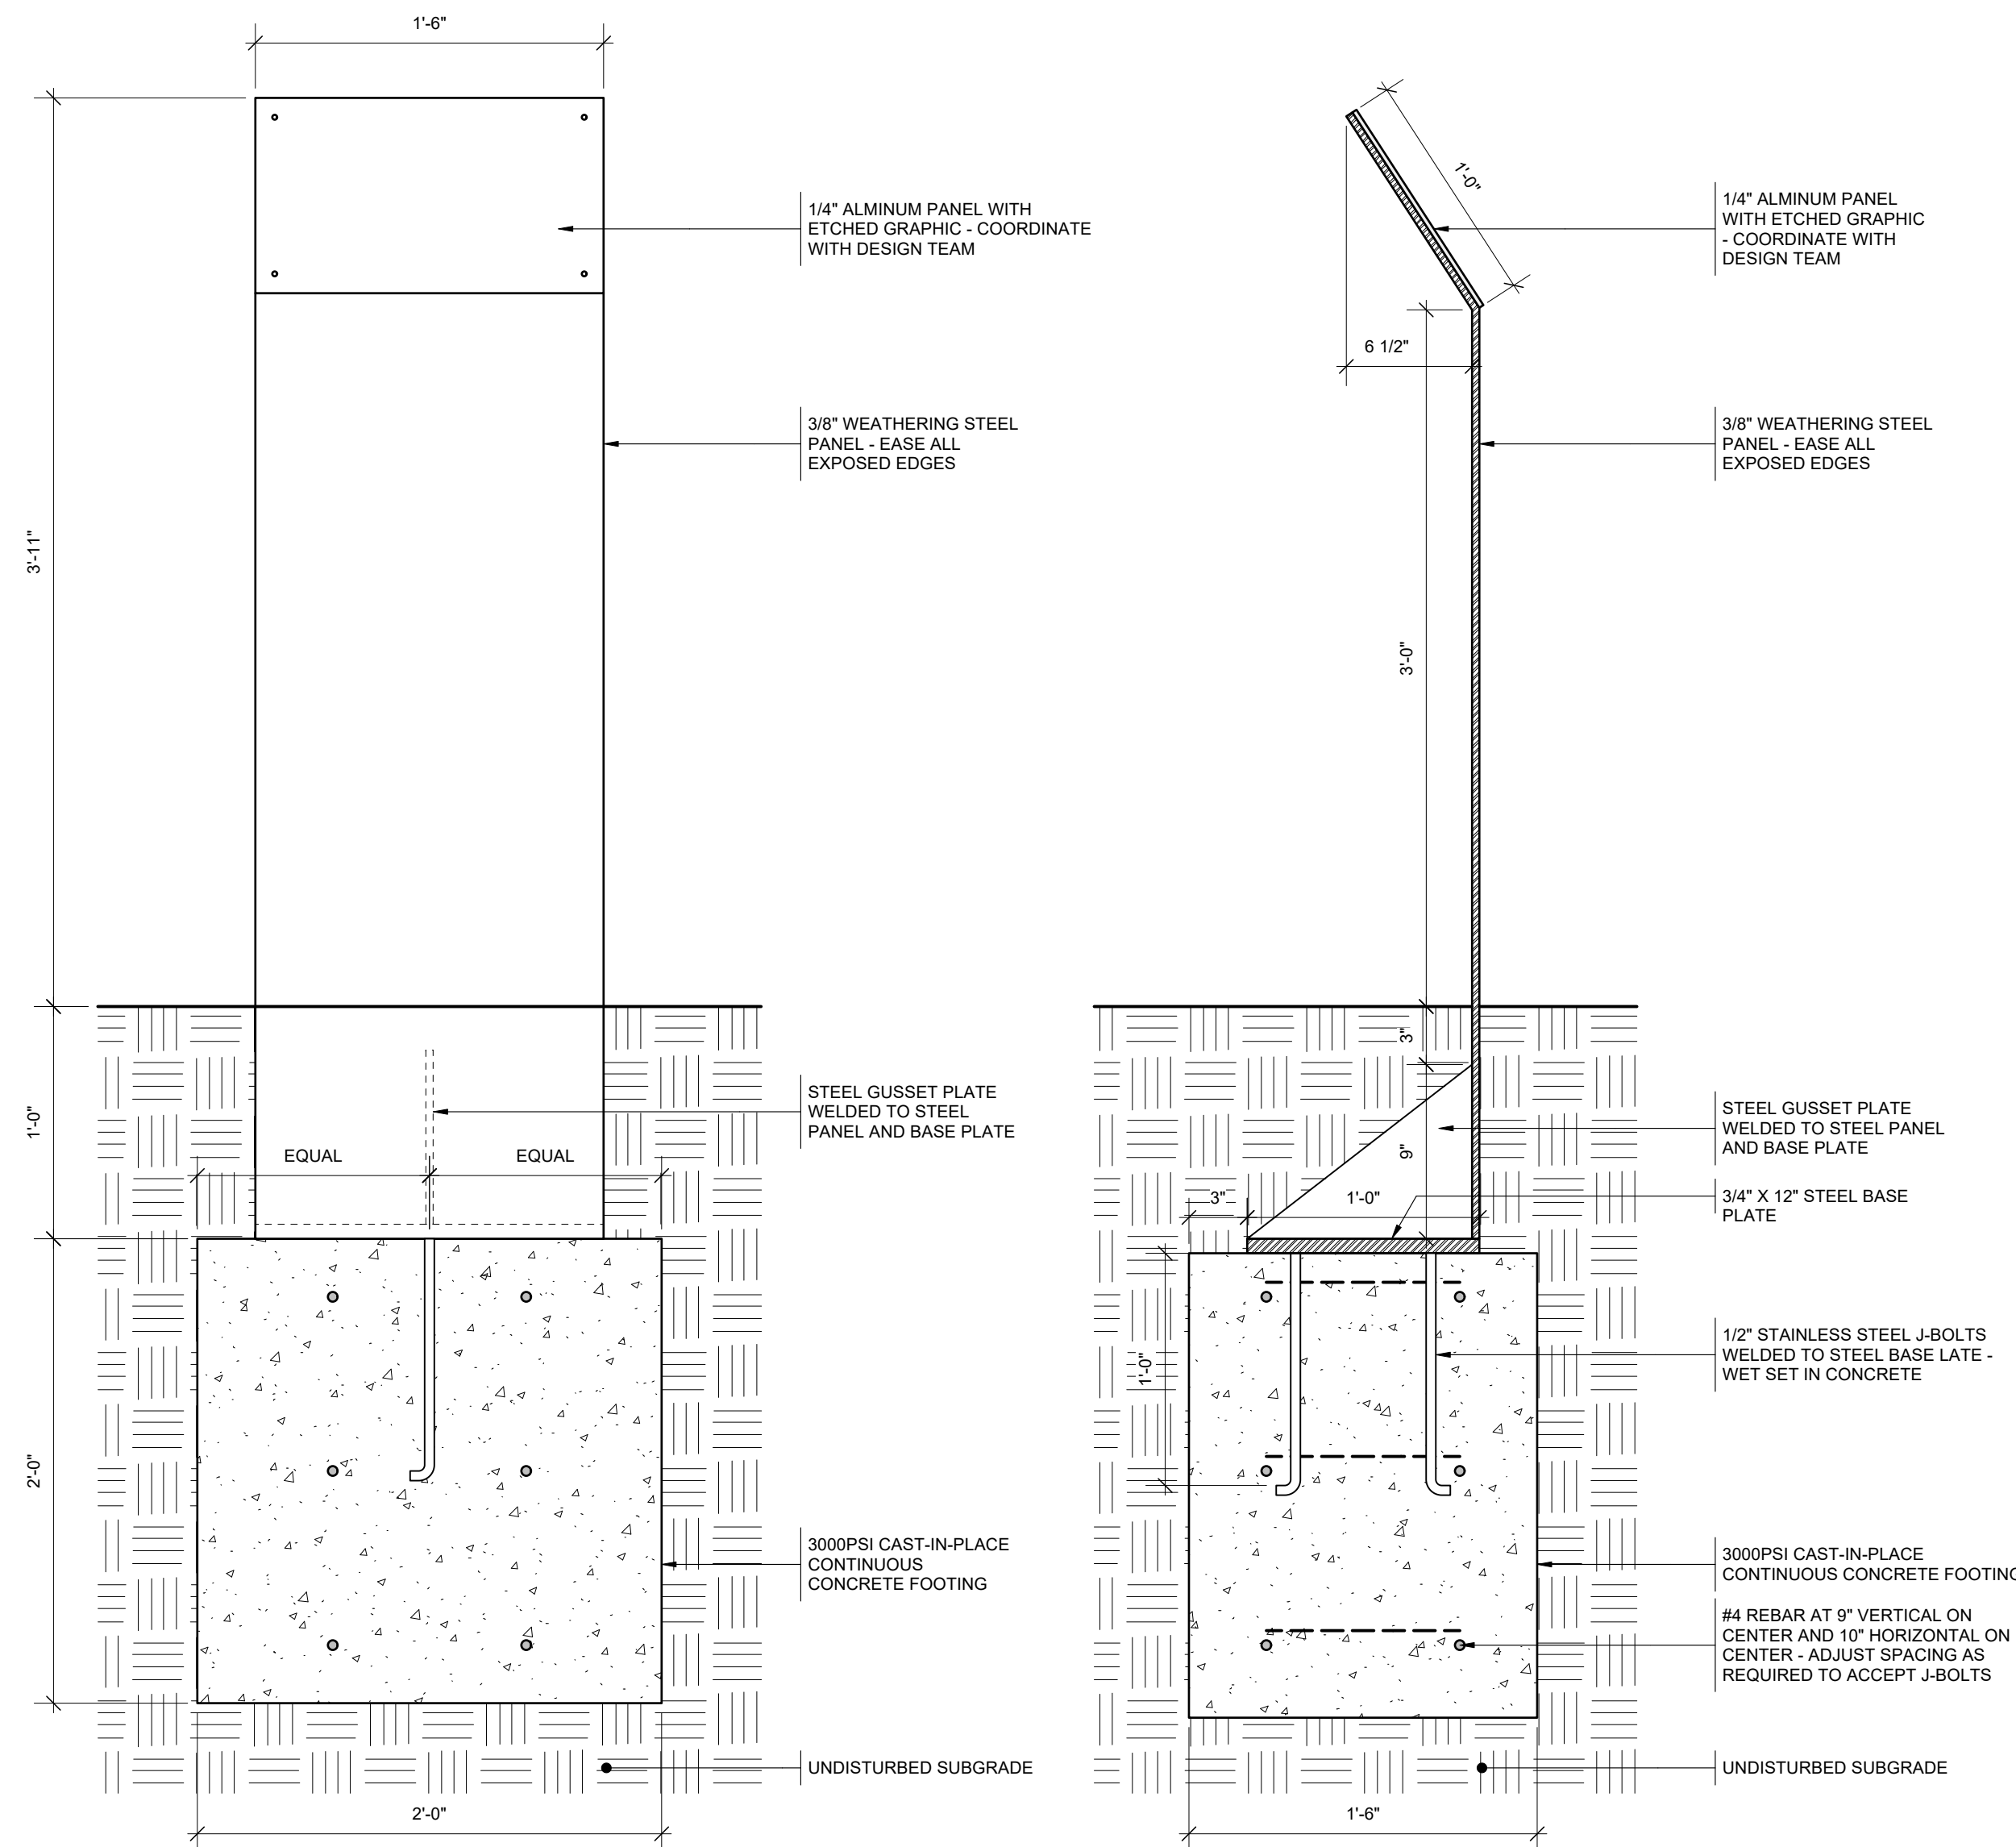 1'-6"
3'-11"
1'-0"
2'-0"
1/4" ALMINUM PANEL WITH
ETCHED GRAPHIC - COORDINATE
WITH DESIGN TEAM
3/8" WEATHERING STEEL
PANEL - EASE ALL
EXPOSED EDGES
STEEL GUSSET PLATE
WELDED TO STEEL
PANEL AND BASE PLATE
EQUAL
EQUAL
3000PSI CAST-IN-PLACE
CONTINUOUS
CONCRETE FOOTING
UNDISTURBED SUBGRADE
2'-0"
1'-0"
6 1/2"
3'-0"
3"
9"
3"
1'-0"
1'-0"
1/4" ALMINUM PANEL
WITH ETCHED GRAPHIC
- COORDINATE WITH
DESIGN TEAM
3/8" WEATHERING STEEL
PANEL - EASE ALL
EXPOSED EDGES
STEEL GUSSET PLATE
WELDED TO STEEL PANEL
AND BASE PLATE
3/4" X 12" STEEL BASE
PLATE
1/2" STAINLESS STEEL J-BOLTS
WELDED TO STEEL BASE LATE -
WET SET IN CONCRETE
3000PSI CAST-IN-PLACE
CONTINUOUS CONCRETE FOOTING
#4 REBAR AT 9" VERTICAL ON
CENTER AND 10" HORIZONTAL ON
CENTER - ADJUST SPACING AS
REQUIRED TO ACCEPT J-BOLTS
UNDISTURBED SUBGRADE
1'-6"